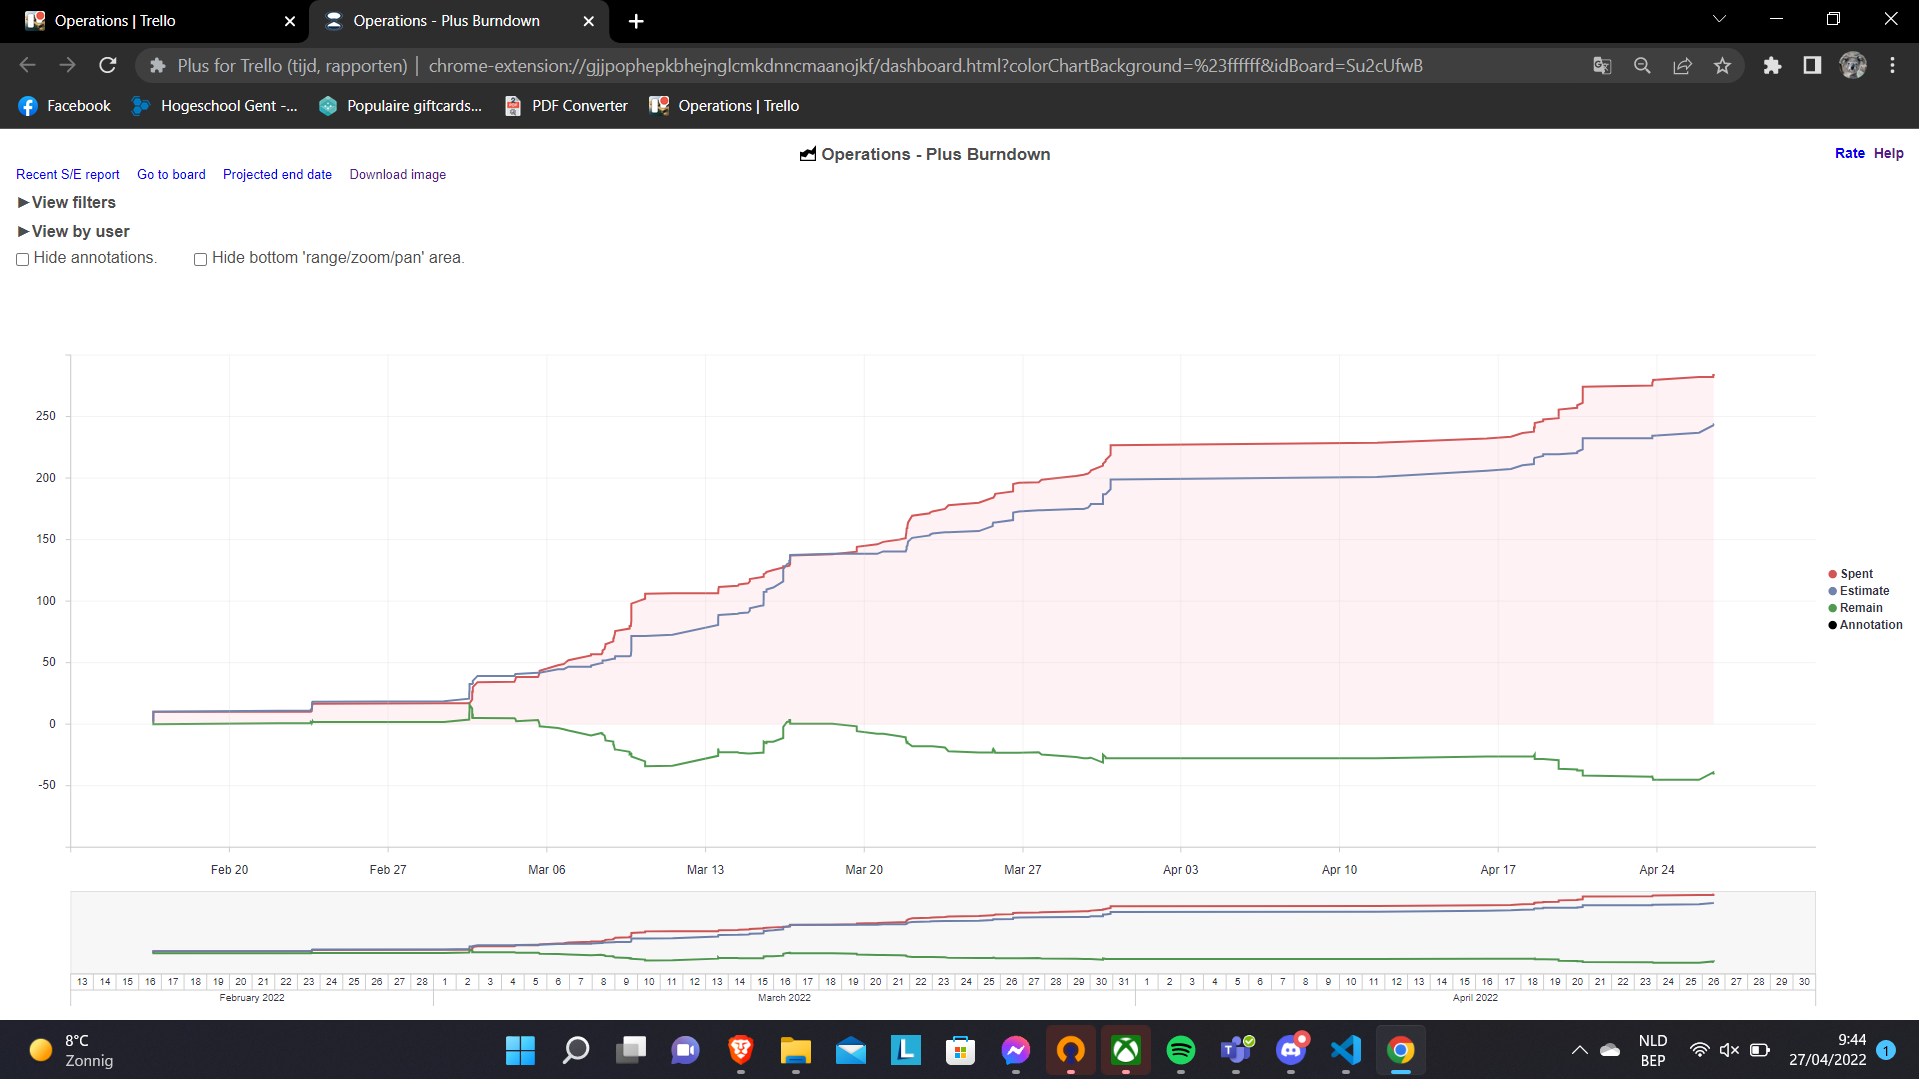 Operations | Trello
Operations - Plus Burndown
Plus for Trello (tijd, rapporten) | chrome-extension://gjjpophepkbhejnglcmkdnncmaanojkf/dashboard.html?colorChartBackground=%23ffffff&idBoard=Su2cUfwB
Facebook Hogeschool Gent -... Populaire giftcards... PDF Converter Operations | Trello
Operations - Plus Burndown
Rate Help
Recent S/E report Go to board Projected end date Download image
►View filters
►View by user
Hide annotations. Hide bottom 'range/zoom/pan' area.
250
200
150
100
50
0
-50
Spent
Estimate
Remain
Annotation
Feb 20 Feb 27 Mar 06 Mar 13 Mar 20 Mar 27 Apr 03 Apr 10 Apr 17 Apr 24
13 14 15 16 17 18 19 20 21 22 23 24 25 26 27 28 1 2 3 4 5 6 7 8 9 10 11 12 13 14 15 16 17 18 19 20 21 22 23 24 25 26 27 28 29 30 31 1 2 3 4 5 6 7 8 9 10 11 12 13 14 15 16 17 18 19 20 21 22 23 24 25 26 27 28 29 30
February 2022 March 2022 April 2022
8°C
Zonnig
L
NLD
BEP
9:44
27/04/2022
1